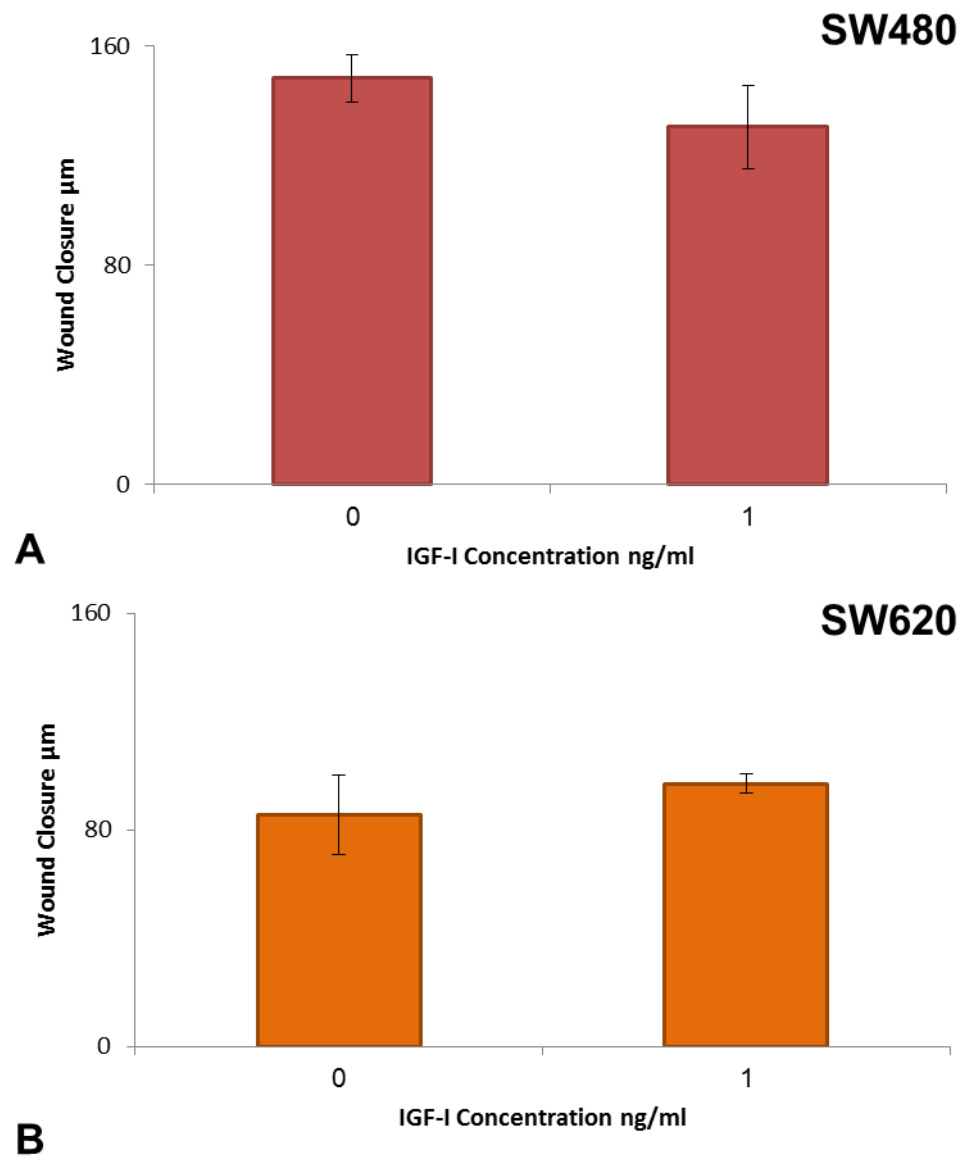 SW480
160
80
0
Wound Closure µm
0 1
IGF-I Concentration ng/ml
A
SW620
160
80
0
Wound Closure µm
0 1
IGF-I Concentration ng/ml
B